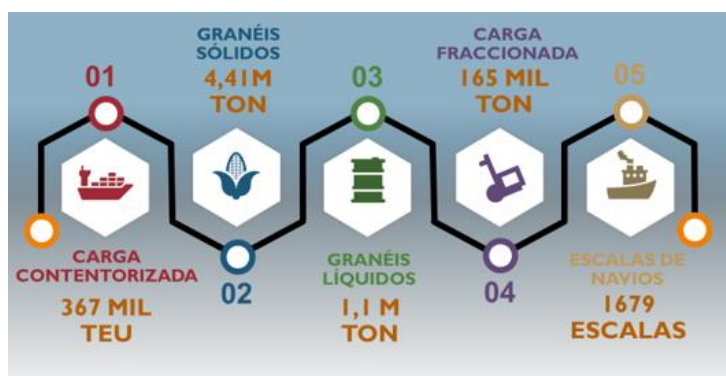 01
CARGA
CONTENTORIZADA
367 MIL
TEU
GRANÉIS
SÓLIDOS
4,41M
TON
02
03
GRANÉIS
LÍQUIDOS
1,1 M
TON
CARGA
FRACCIONADA
165 MIL
TON
04
05
ESCALAS DE
NAVIOS
1679
ESCALAS